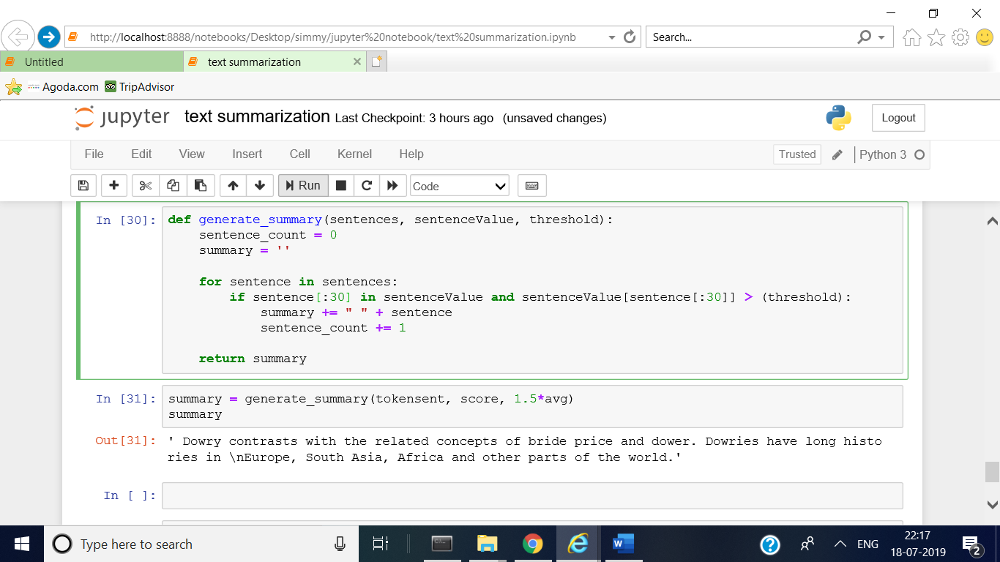 http://localhost:8888/notebooks/Desktop/simmy/jupyter%20notebook/text%20summarization.ipynb
Search...
Untitled
text summarization
Agoda.com
TripAdvisor
jupyter
text summarization Last Checkpoint: 3 hours ago (unsaved changes)
Logout
File Edit View Insert Cell Kernel Help
Trusted
Python 3
Run
Code
In [30]: def generate_summary(sentences, sentenceValue, threshold):
    sentence_count = 0
    summary = ''
    for sentence in sentences:
        if sentence[:30] in sentenceValue and sentenceValue[sentence[:30]] > (threshold):
            summary += " " + sentence
            sentence_count += 1
    return summary
In [31]: summary = generate_summary(tokensent, score, 1.5*avg)
summary
Out[31]: ' Dowry contrasts with the related concepts of bride price and dower. Dowries have long histo
ries in \nEurope, South Asia, Africa and other parts of the world.'
In [ ]:
Type here to search
ENG
22:17
18-07-2019
2